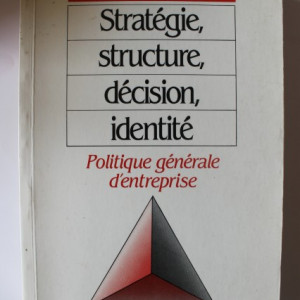 Stratégie,
structure,
décision,
identité
Politique générale
d'entreprise